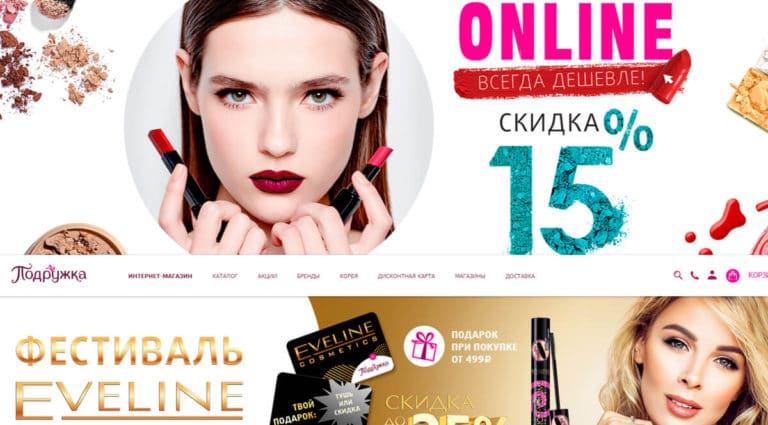 ONLINE
ВСЕГДА ДЕШЕВЛЕ!
СКИДКА %
15
Подружка
ИНТЕРНЕТ-МАГАЗИН КАТАЛОГ АКЦИИ БРЕНДЫ КОРЕЯ ДИСКОНТНАЯ КАРТА МАГАЗИНЫ ДОСТАВКА
ФЕСТИВАЛЬ
EVELINE
EVELINE
COSMETICS
Подружка
ТВОЙ
ПОДАРОК:
ТУШЬ
ИЛИ
СКИДКА
ПОДАРОК
ПРИ ПОКУПКЕ
ОТ 499₽
СКИДКА
ДО